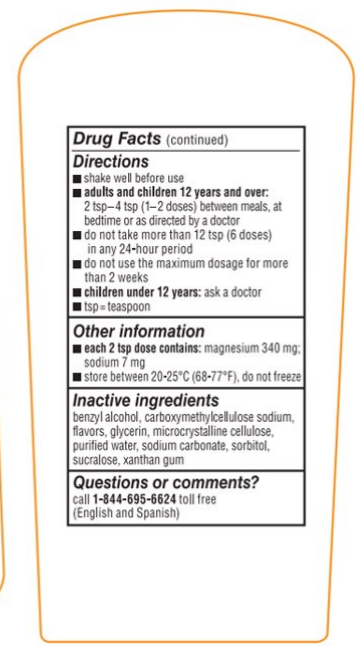 Drug Facts (continued)
Directions
■ shake well before use
■ adults and children 12 years and over:
2 tsp–4 tsp (1–2 doses) between meals, at
bedtime or as directed by a doctor
■ do not take more than 12 tsp (6 doses)
in any 24-hour period
■ do not use the maximum dosage for more
than 2 weeks
■ children under 12 years: ask a doctor
■ tsp=teaspoon
Other information
■ each 2 tsp dose contains: magnesium 340 mg;
sodium 7 mg
■ store between 20-25°C (68-77°F), do not freeze
Inactive ingredients
benzyl alcohol, carboxymethylcellulose sodium,
flavors, glycerin, microcrystalline cellulose,
purified water, sodium carbonate, sorbitol,
sucralose, xanthan gum
Questions or comments?
call 1-844-695-6624 toll free
(English and Spanish)